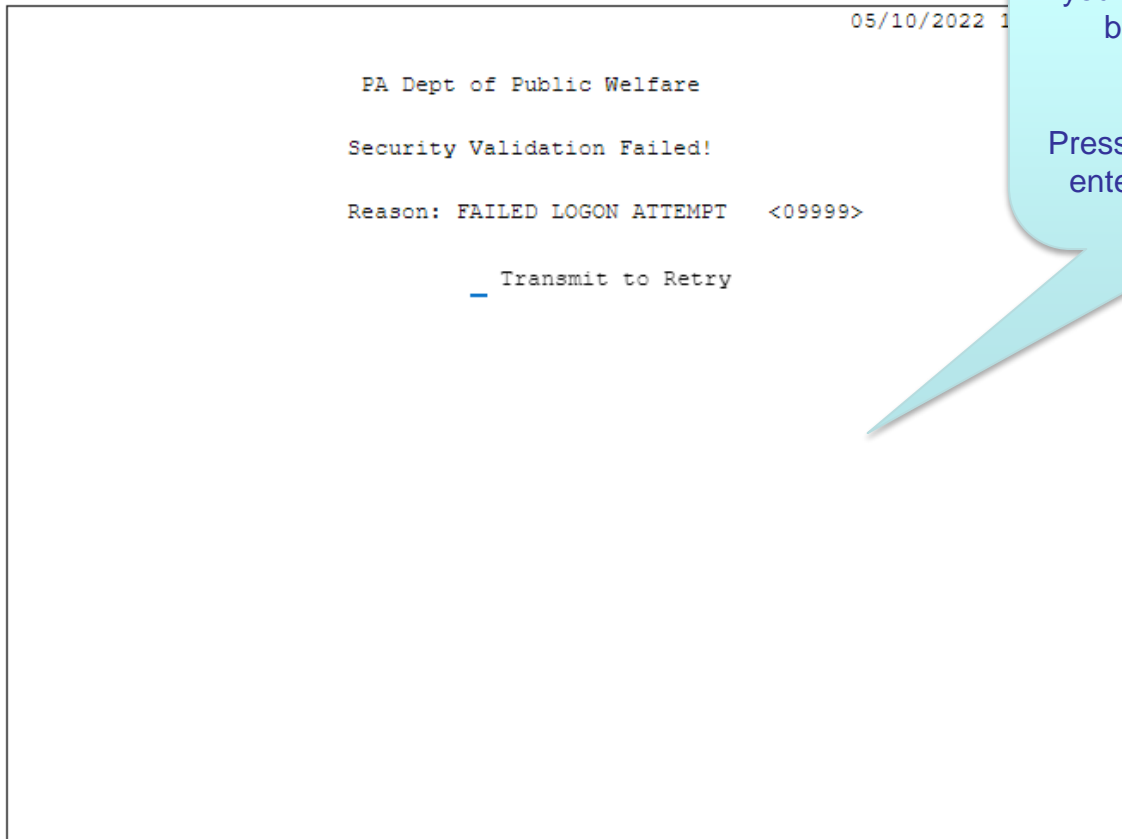 05/10/2022
PA Dept of Public Welfare
Security Validation Failed!
Reason: FAILED LOGON ATTEMPT <09999>
_ Transmit to Retry
Press